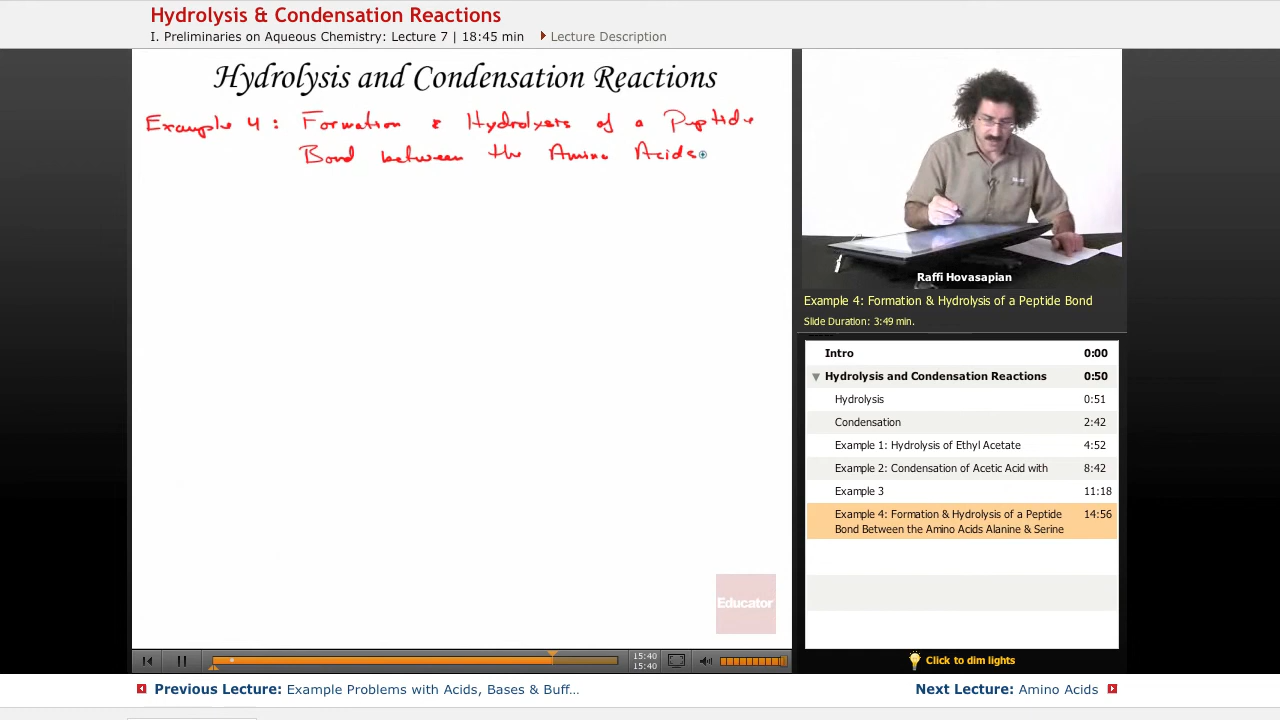 Hydrolysis & Condensation Reactions
I. Preliminaries on Aqueous Chemistry: Lecture 7 | 18:45 min
Lecture Description
Hydrolysis and Condensation Reactions
Example 4: Formation & Hydrolysis of a Peptide
Bond between the Amino Acids
Educator
15:40
15:40
Raffi Hovasapian
Example 4: Formation & Hydrolysis of a Peptide Bond
Slide Duration: 3:49 min.
Intro 0:00
Hydrolysis and Condensation Reactions 0:50
Hydrolysis 0:51
Condensation 2:42
Example 1: Hydrolysis of Ethyl Acetate 4:52
Example 2: Condensation of Acetic Acid with 8:42
Example 3 11:18
Example 4: Formation & Hydrolysis of a Peptide 14:56
Bond Between the Amino Acids Alanine & Serine
Click to dim lights
Previous Lecture: Example Problems with Acids, Bases & Buff...
Next Lecture: Amino Acids